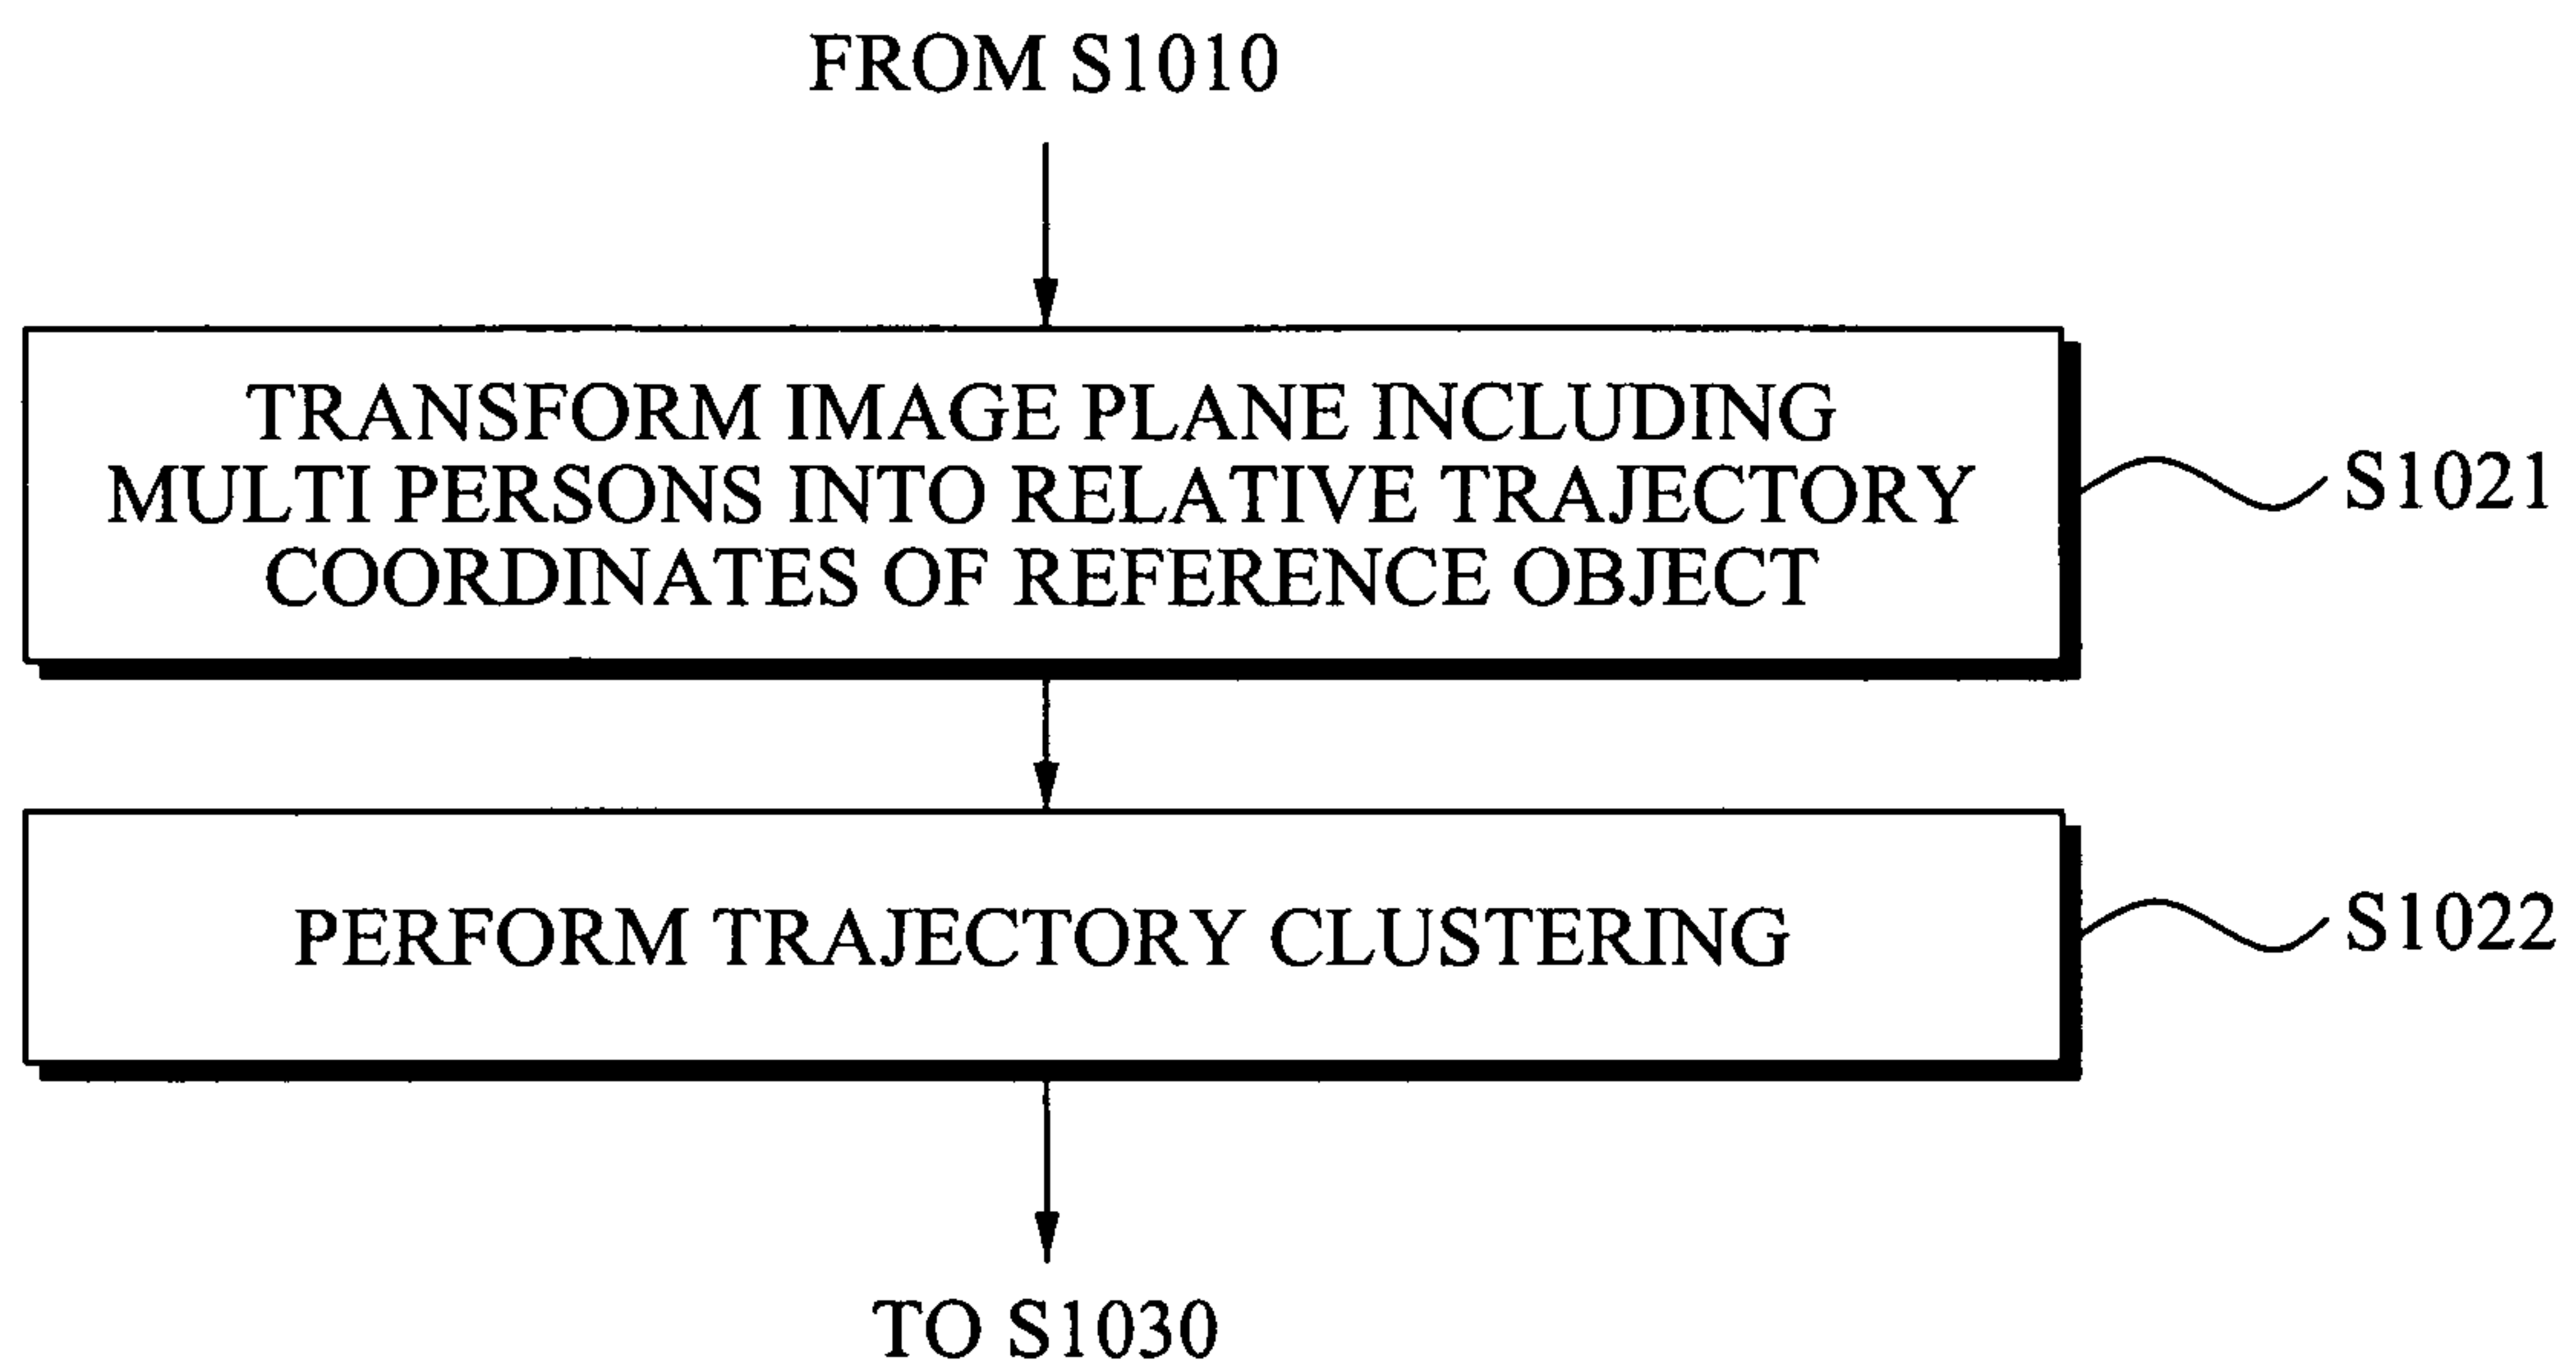 FROM S1010
TRANSFORM IMAGE PLANE INCLUDING
MULTI PERSONS INTO RELATIVE TRAJECTORY
COORDINATES OF REFERENCE OBJECT
S1021
PERFORM TRAJECTORY CLUSTERING
S1022
TO S1030